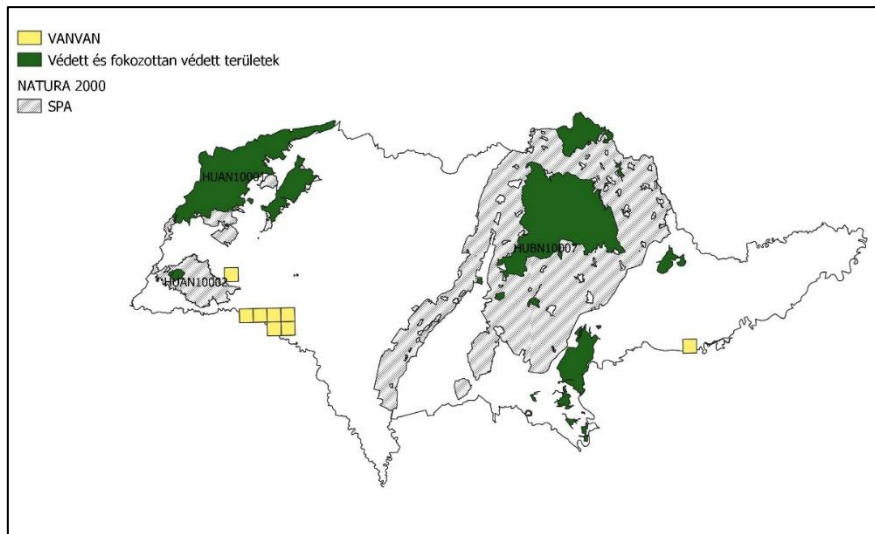 VANVAN
Védett és fokozottan védett területek
NATURA 2000
SPA
HUAN10001
HUBN10007
HUAN10002